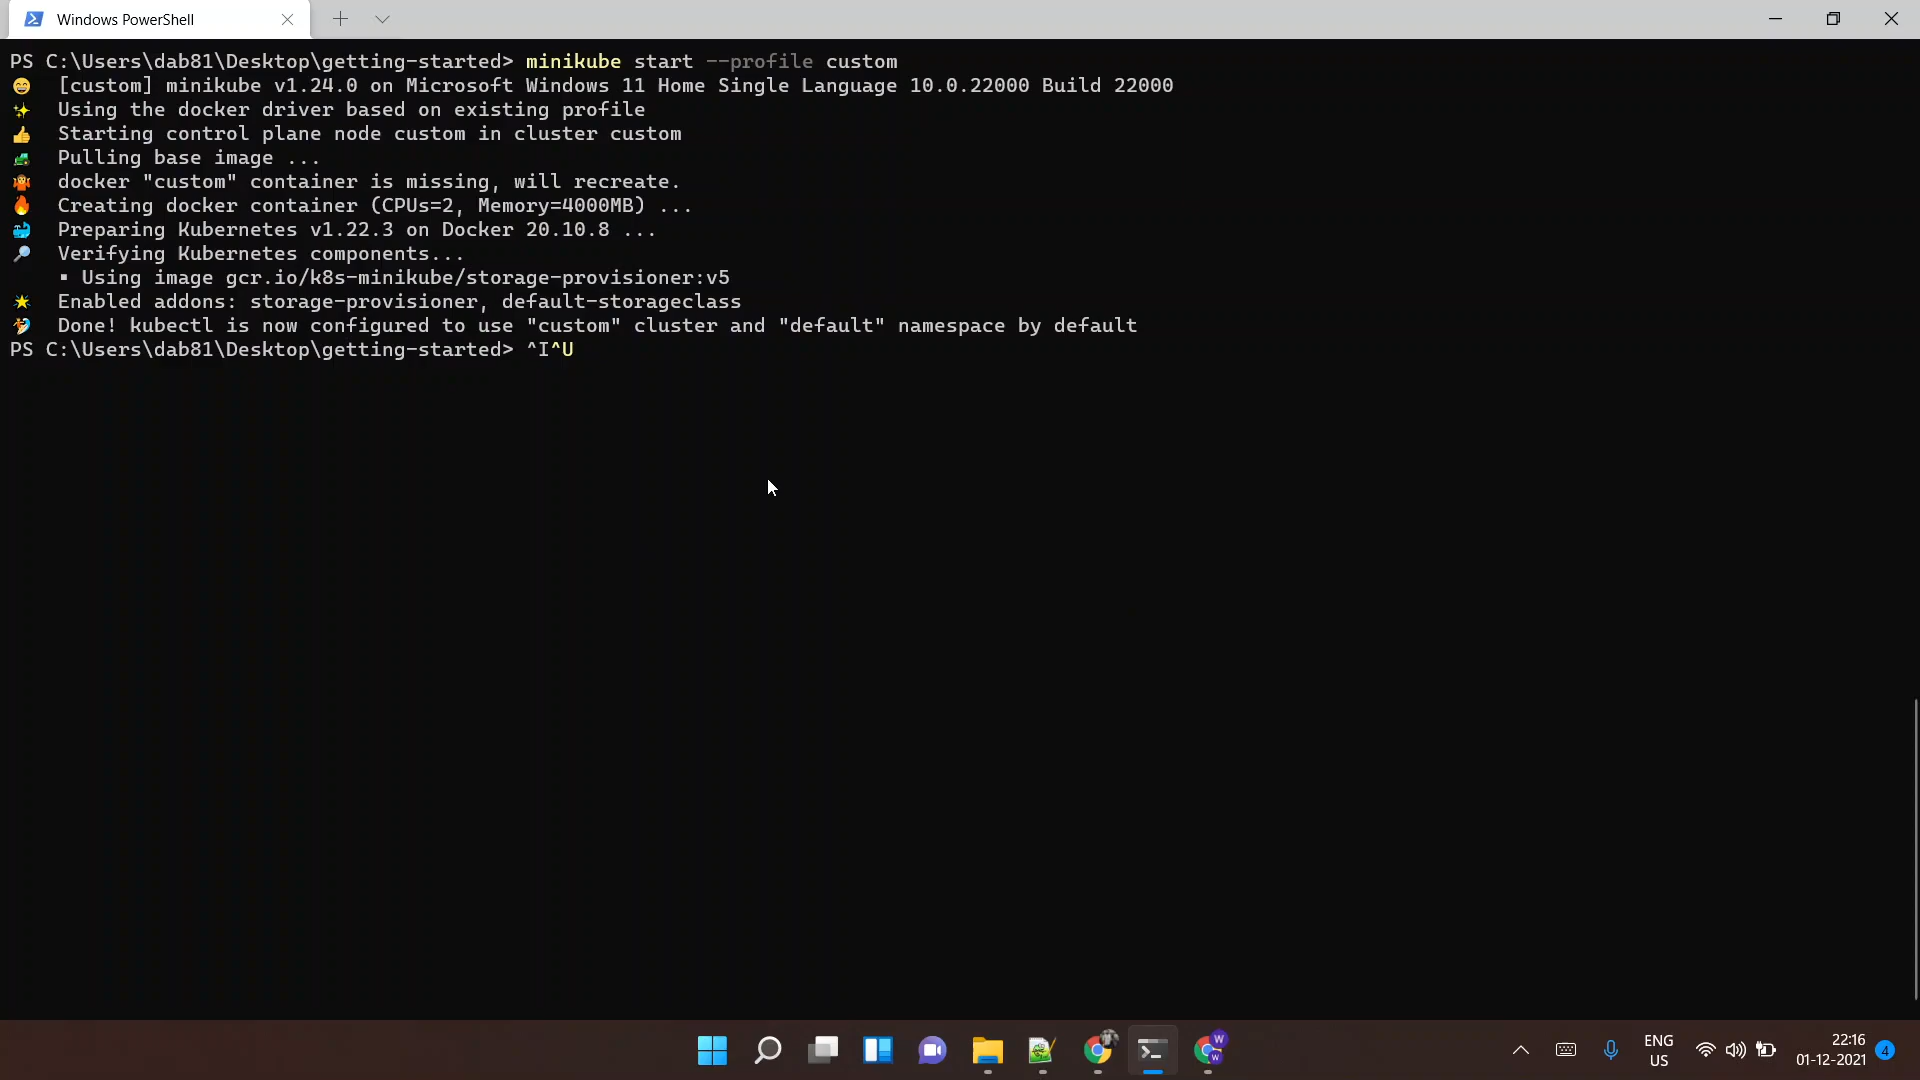 Windows PowerShell
PS C:\Users\dab81\Desktop\getting-started> minikube start --profile custom
[custom] minikube v1.24.0 on Microsoft Windows 11 Home Single Language 10.0.22000 Build 22000
Using the docker driver based on existing profile
Starting control plane node custom in cluster custom
Pulling base image ...
docker "custom" container is missing, will recreate.
Creating docker container (CPUs=2, Memory=4000MB) ...
Preparing Kubernetes v1.22.3 on Docker 20.10.8 ...
Verifying Kubernetes components...
▪ Using image gcr.io/k8s-minikube/storage-provisioner:v5
Enabled addons: storage-provisioner, default-storageclass
Done! kubectl is now configured to use "custom" cluster and "default" namespace by default
PS C:\Users\dab81\Desktop\getting-started> ^I^U
W
W
ENG
US
22:16
01-12-2021
4